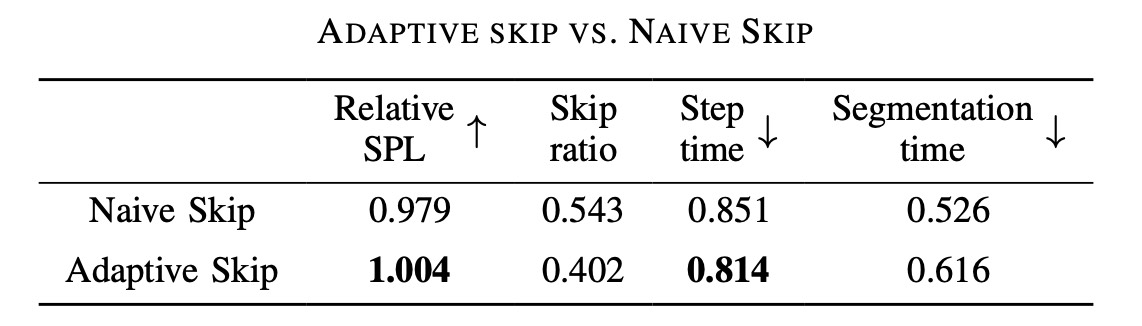 ADAPTIVE SKIP VS. NAIVE SKIP
Relative SPL ↑ Skip ratio Step time ↓ Segmentation time ↓
Naive Skip 0.979 0.543 0.851 0.526
Adaptive Skip 1.004 0.402 0.814 0.616